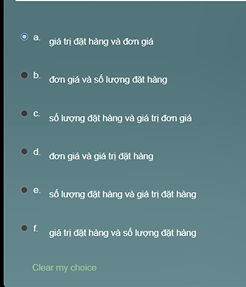 a. giá trị đặt hàng và đơn giá
b. đơn giá và số lượng đặt hàng
c. số lượng đặt hàng và giá trị đơn giá
d. đơn giá và giá trị đặt hàng
e. số lượng đặt hàng và giá trị đặt hàng
f. giá trị đặt hàng và số lượng đặt hàng
Clear my choice